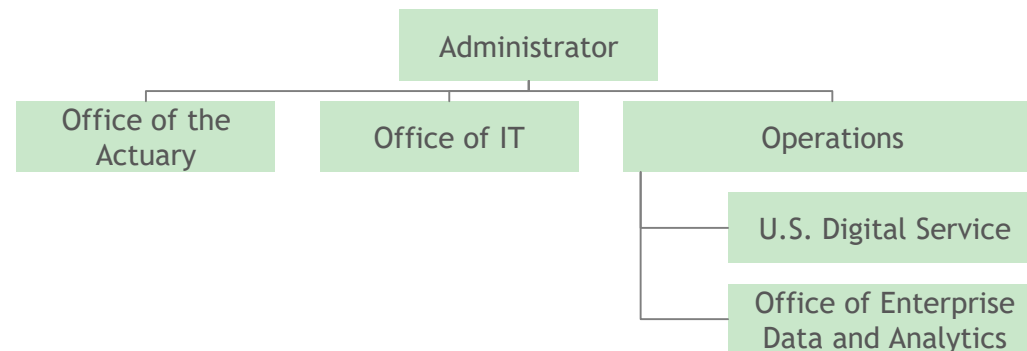 Administrator
Office of the
Actuary
Office of IT
Operations
U.S. Digital Service
Office of Enterprise
Data and Analytics